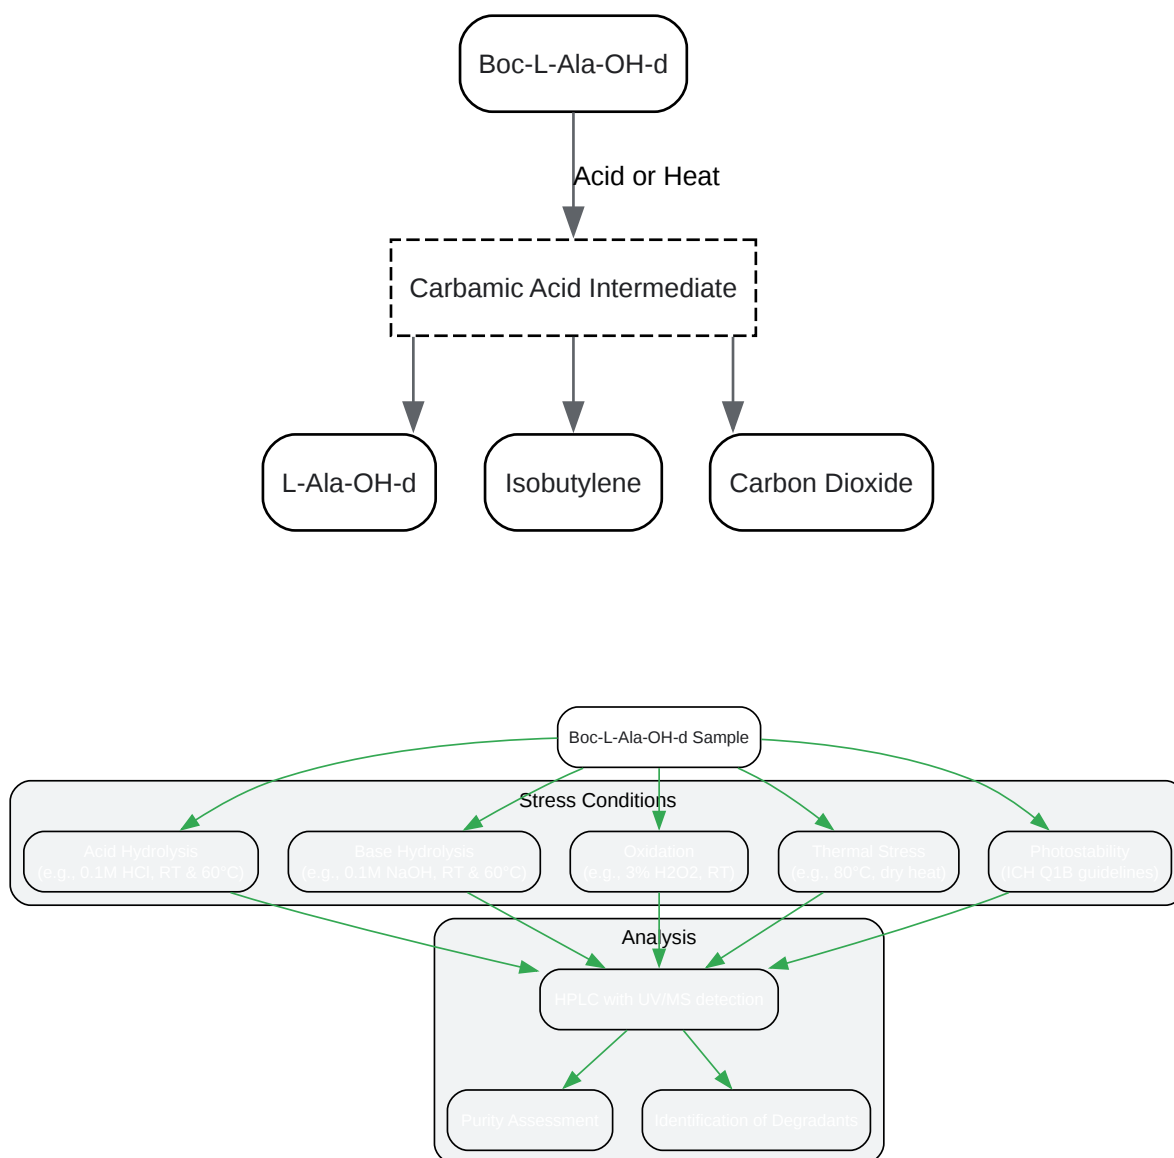 Boc-L-Ala-OH-d
Acid or Heat
Carbamic Acid Intermediate
L-Ala-OH-d
Isobutylene
Carbon Dioxide
Boc-L-Ala-OH-d Sample
Stress Conditions
Acid Hydrolysis
(e.g., 0.1M HCl, RT & 60°C)
Base Hydrolysis
(e.g., 0.1M NaOH, RT & 60°C)
Oxidation
(e.g., 3% H2O2, RT)
Thermal Stress
(e.g., 80°C, dry heat)
Photostability
(ICH Q1B guidelines)
Analysis
HPLC with UV/MS detection
Purity Assessment
Identification of Degradants